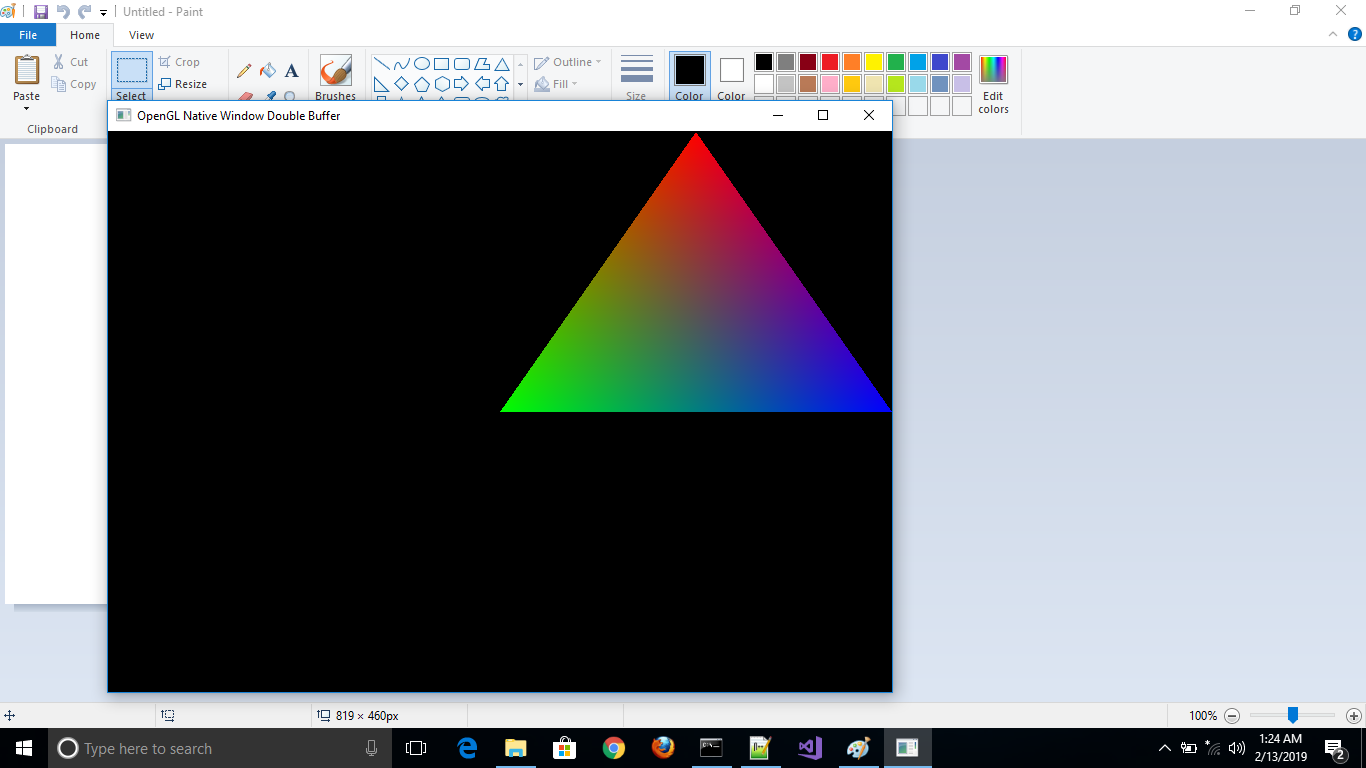 Untitled - Paint
File Home View
Paste
Cut
Copy
Clipboard
Select
Crop
Resize
A
Brushes
Outline
Fill
Size
Color
Color
Edit
colors
OpenGL Native Window Double Buffer
819 × 460px
100%
Type here to search
1:24 AM
2/13/2019
2